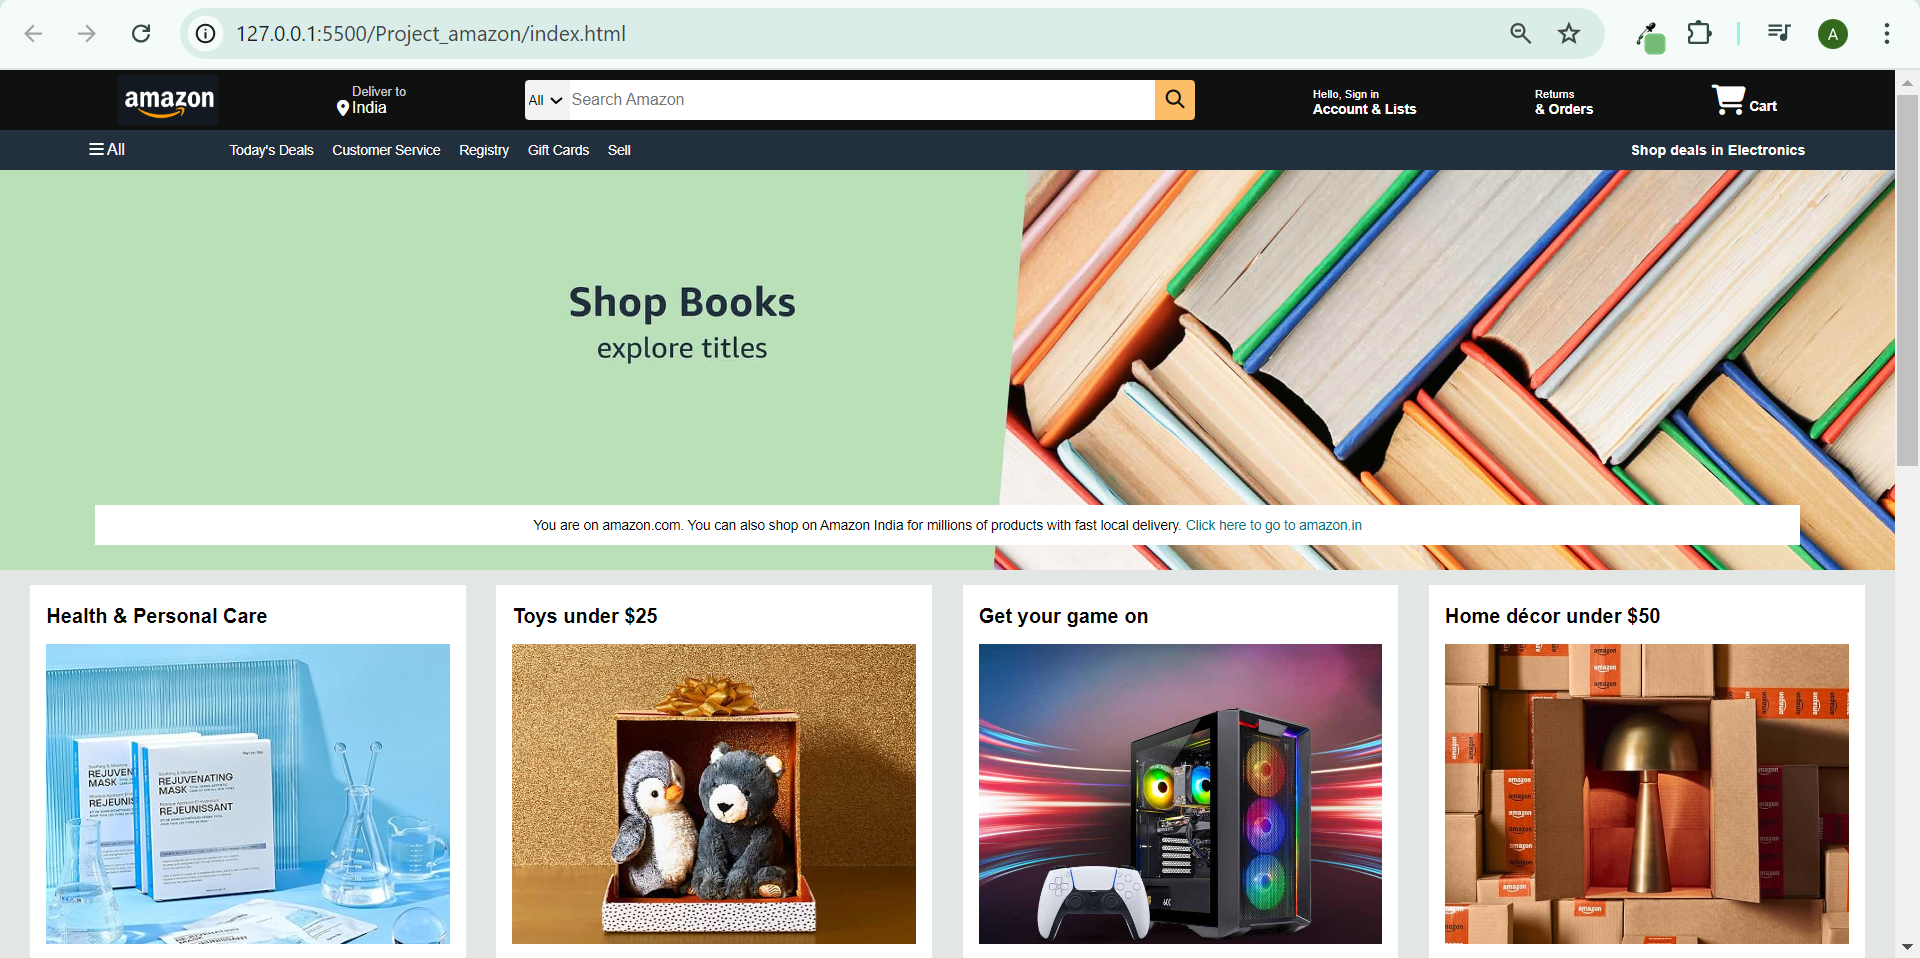 127.0.0.1:5500/Project_amazon/index.html
A
amazon
Deliver to
India
All
Search Amazon
Hello, Sign in
Account & Lists
Returns
& Orders
Cart
All
Today's Deals
Customer Service
Registry
Gift Cards
Sell
Shop deals in Electronics
Shop Books
explore titles
You are on amazon.com. You can also shop on Amazon India for millions of products with fast local delivery. Click here to go to amazon.in
Health & Personal Care
Toys under $25
Get your game on
Home décor under $50
REJUVENATING
MASK
REJEUNISSANT
amazon